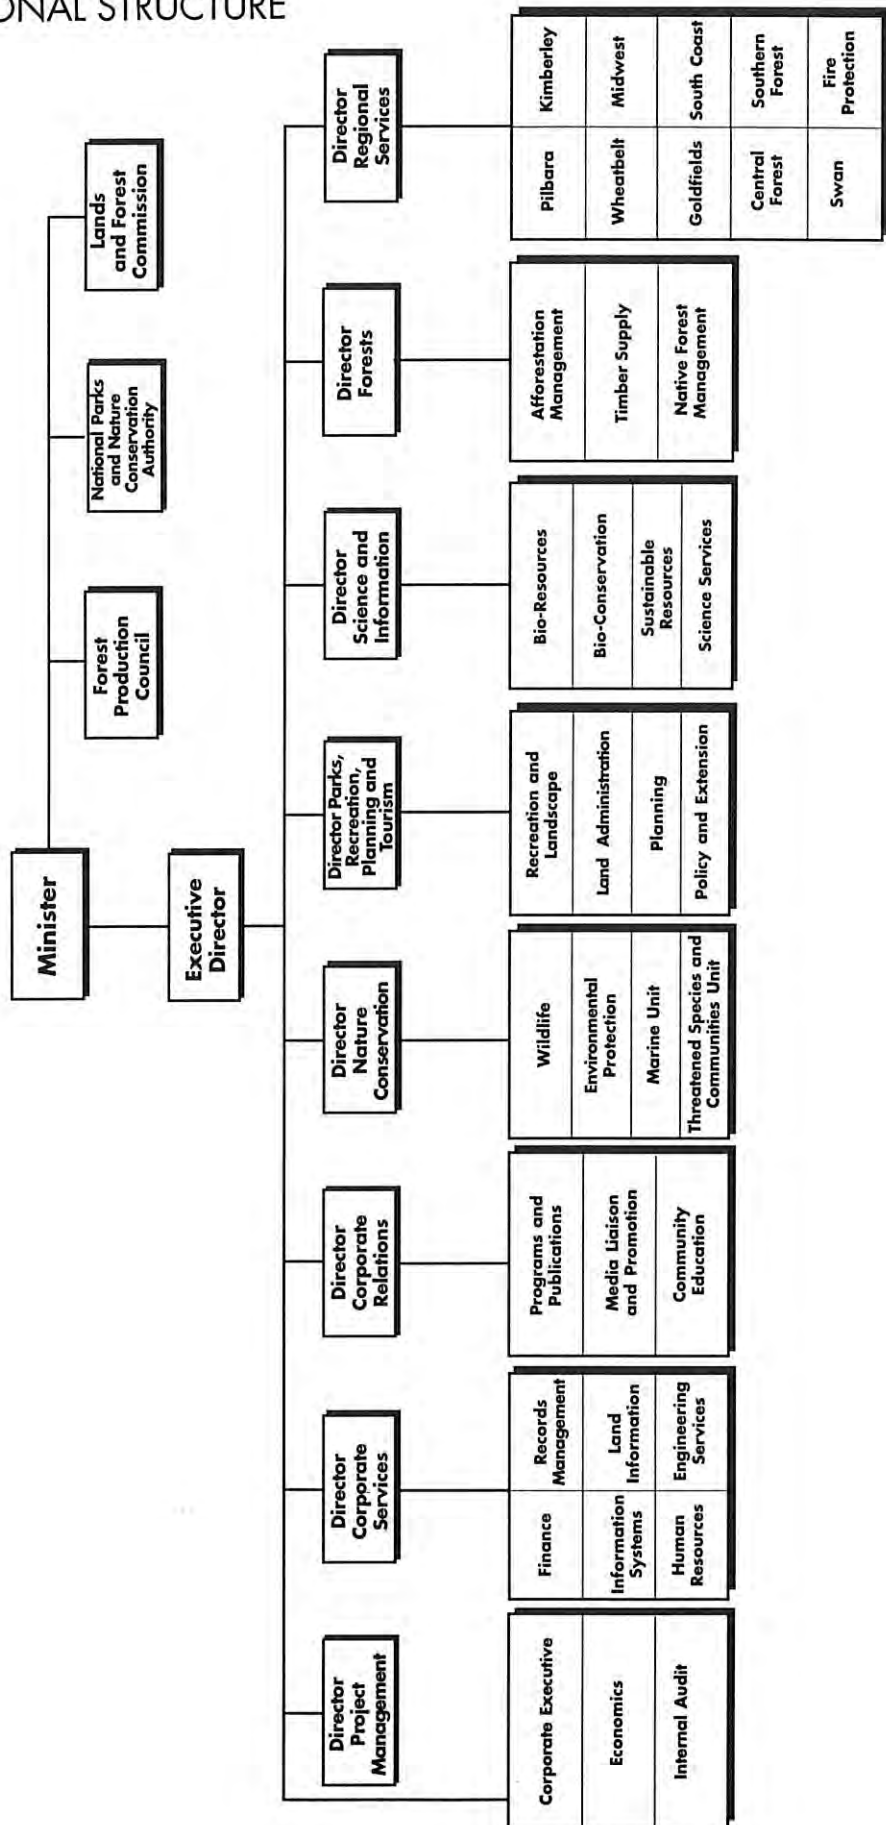 ONAL STRUCTURE
Minister
Forest
Production
Council
National Parks
and Nature
Conservation
Authority
Lands
and Forest
Commission
Executive
Director
Director
Project
Management
Director
Corporate
Services
Director
Corporate
Relations
Director
Nature
Conservation
Director Parks,
Recreation,
Planning and
Tourism
Director
Science and
Information
Director
Forests
Director
Regional
Services
Corporate Executive
Economics
Internal Audit
Finance
Records
Management
Information
Systems
Land
Information
Human
Resources
Engineering
Services
Programs and
Publications
Media Liaison
and Promotion
Community
Education
Wildlife
Environmental
Protection
Marine Unit
Threatened Species and
Communities Unit
Recreation and
Landscape
Land Administration
Planning
Policy and Extension
Bio-Resources
Bio-Conservation
Sustainable
Resources
Science Services
Afforestation
Management
Timber Supply
Native Forest
Management
Pilbara
Kimberley
Wheatbelt
Midwest
Goldfields
South Coast
Central
Forest
Southern
Forest
Swan
Fire
Protection